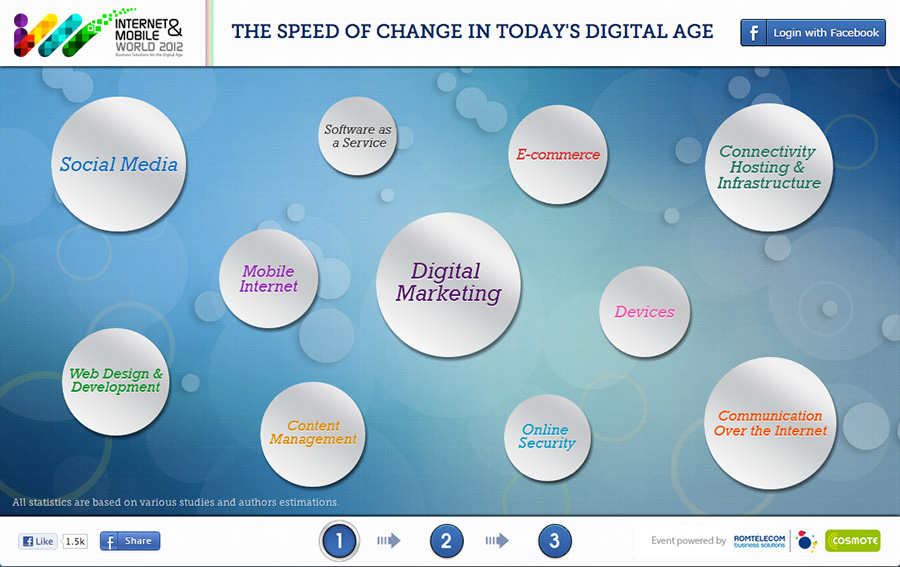 INTERNET&
MOBILE
WORLD 2012
Business Solutions for the Digital Age
THE SPEED OF CHANGE IN TODAY'S DIGITAL AGE
f Login with Facebook
Social Media
Software as
a Service
E-commerce
Connectivity
Hosting &
Infrastructure
Mobile
Internet
Digital
Marketing
Devices
Web Design &
Development
Content
Management
Online
Security
Communication
Over the Internet
All statistics are based on various studies and authors estimations.
f Like
1.5k
f Share
1
2
3
Event powered by
ROMTELECOM
business solutions
COSMOTE